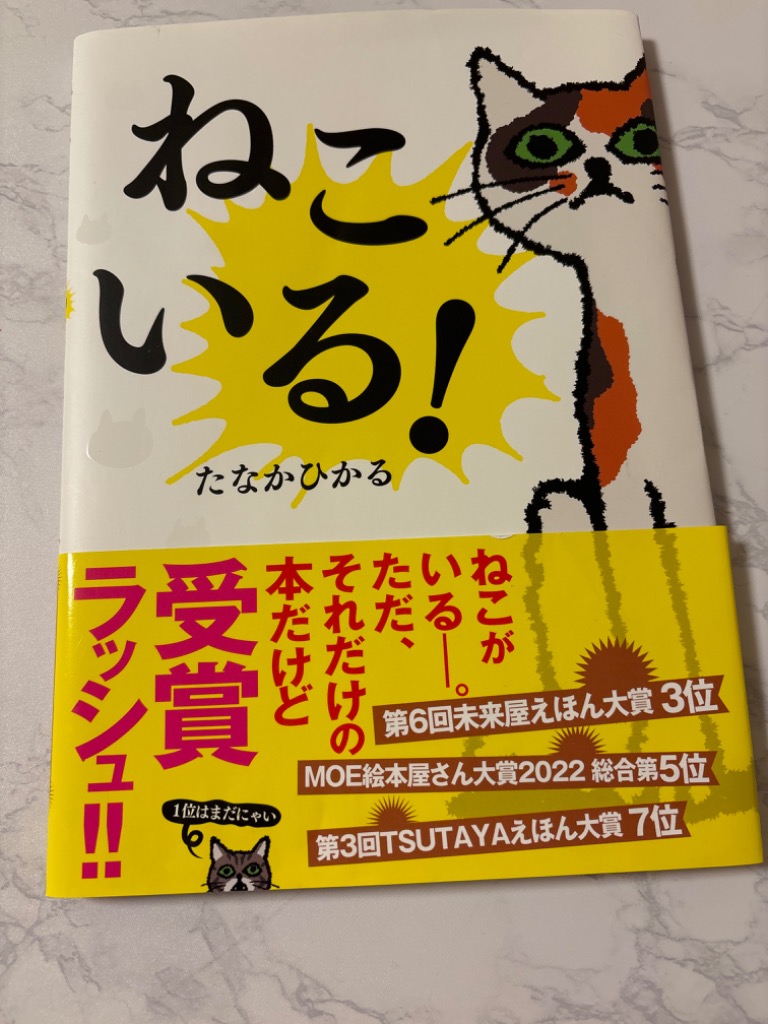 ねこ
いる!
たなかひかる
ねこが
いる―。
ただ、
それだけの
本だけど
受賞
ラッシュ!!
第6回未来屋えほん大賞 3位
MOE絵本屋さん大賞2022 総合第5位
第3回TSUTAYAえほん大賞 7位
1位はまだにゃい